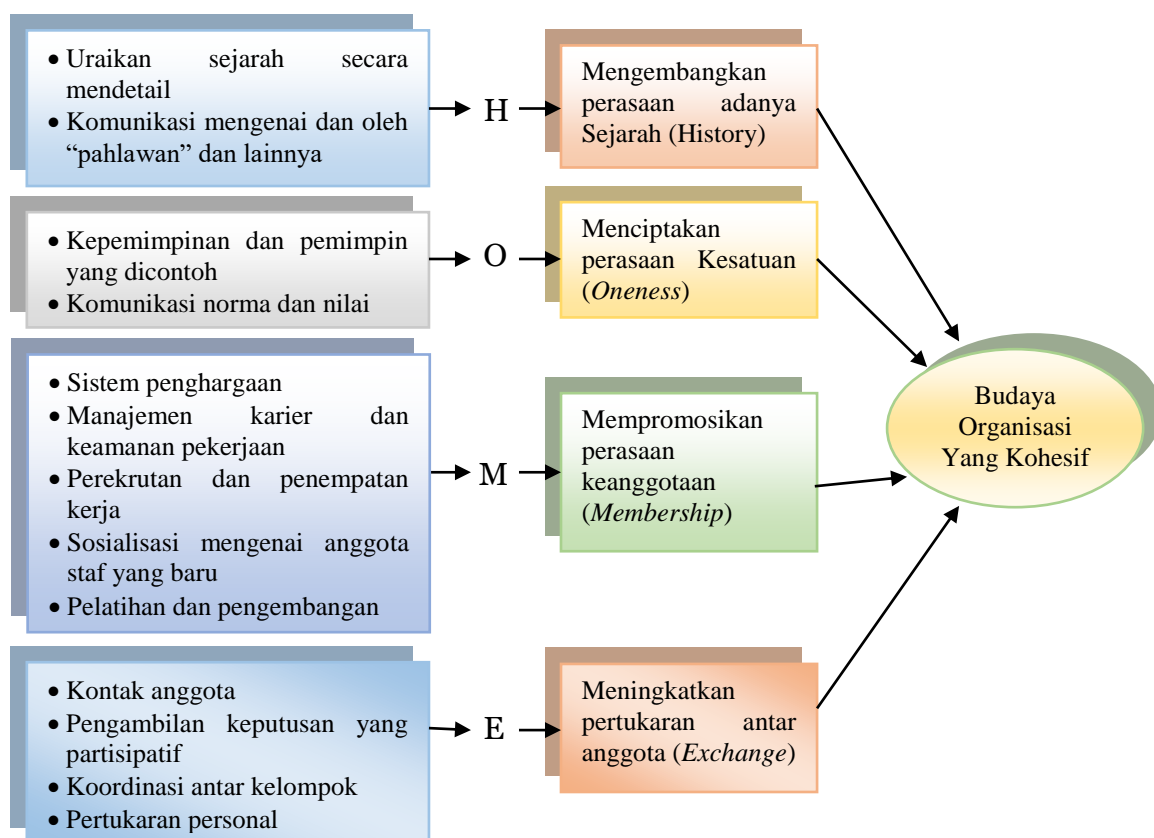 • Uraikan sejarah secara
mendetail
• Komunikasi mengenai dan oleh
“pahlawan” dan lainnya
H
Mengembangkan
perasaan adanya
Sejarah (History)
• Kepemimpinan dan pemimpin
yang dicontoh
• Komunikasi norma dan nilai
O
Menciptakan
perasaan Kesatuan
(Oneness)
• Sistem penghargaan
• Manajemen karier dan
keamanan pekerjaan
• Perekrutan dan penempatan
kerja
• Sosialisasi mengenai anggota
staf yang baru
• Pelatihan dan pengembangan
M
Mempromosikan
perasaan
keanggotaan
(Membership)
• Kontak anggota
• Pengambilan keputusan yang
partisipatif
• Koordinasi antar kelompok
• Pertukaran personal
E
Meningkatkan
pertukaran antar
anggota (Exchange)
Budaya
Organisasi
Yang Kohesif